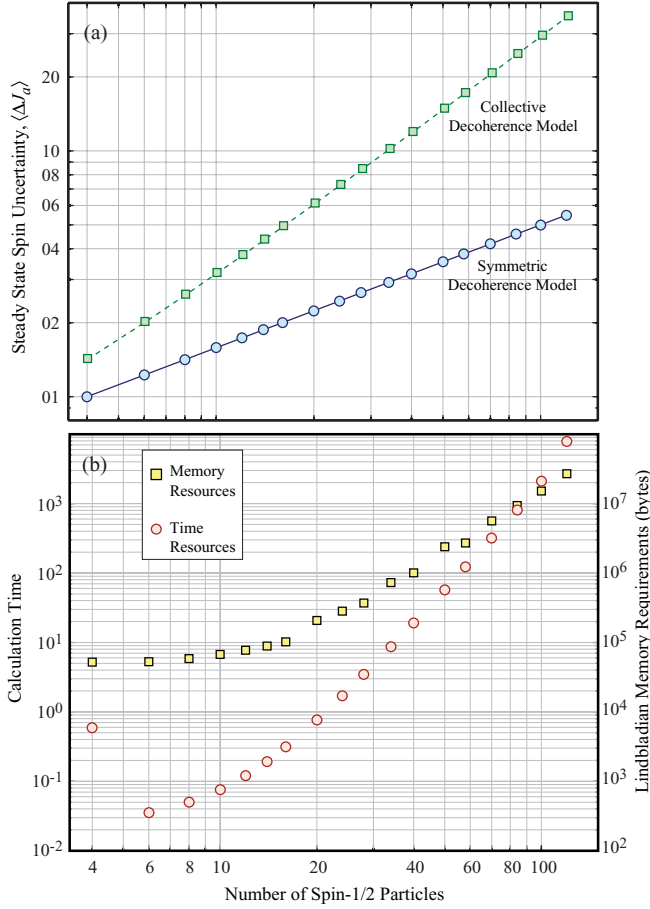 (a)
Steady State Spin Uncertainty, ⟨ΔJₐ⟩
20
10
08
06
04
02
01
Collective
Decoherence Model
Symmetric
Decoherence Model
(b)
Memory
Resources
Time
Resources
Calculation Time
10³
10²
10¹
10⁰
10⁻¹
10⁻²
Lindbladian Memory Requirements (bytes)
10⁷
10⁶
10⁵
10⁴
10³
10²
4 6 8 10 20 40 60 80 100
Number of Spin-1/2 Particles